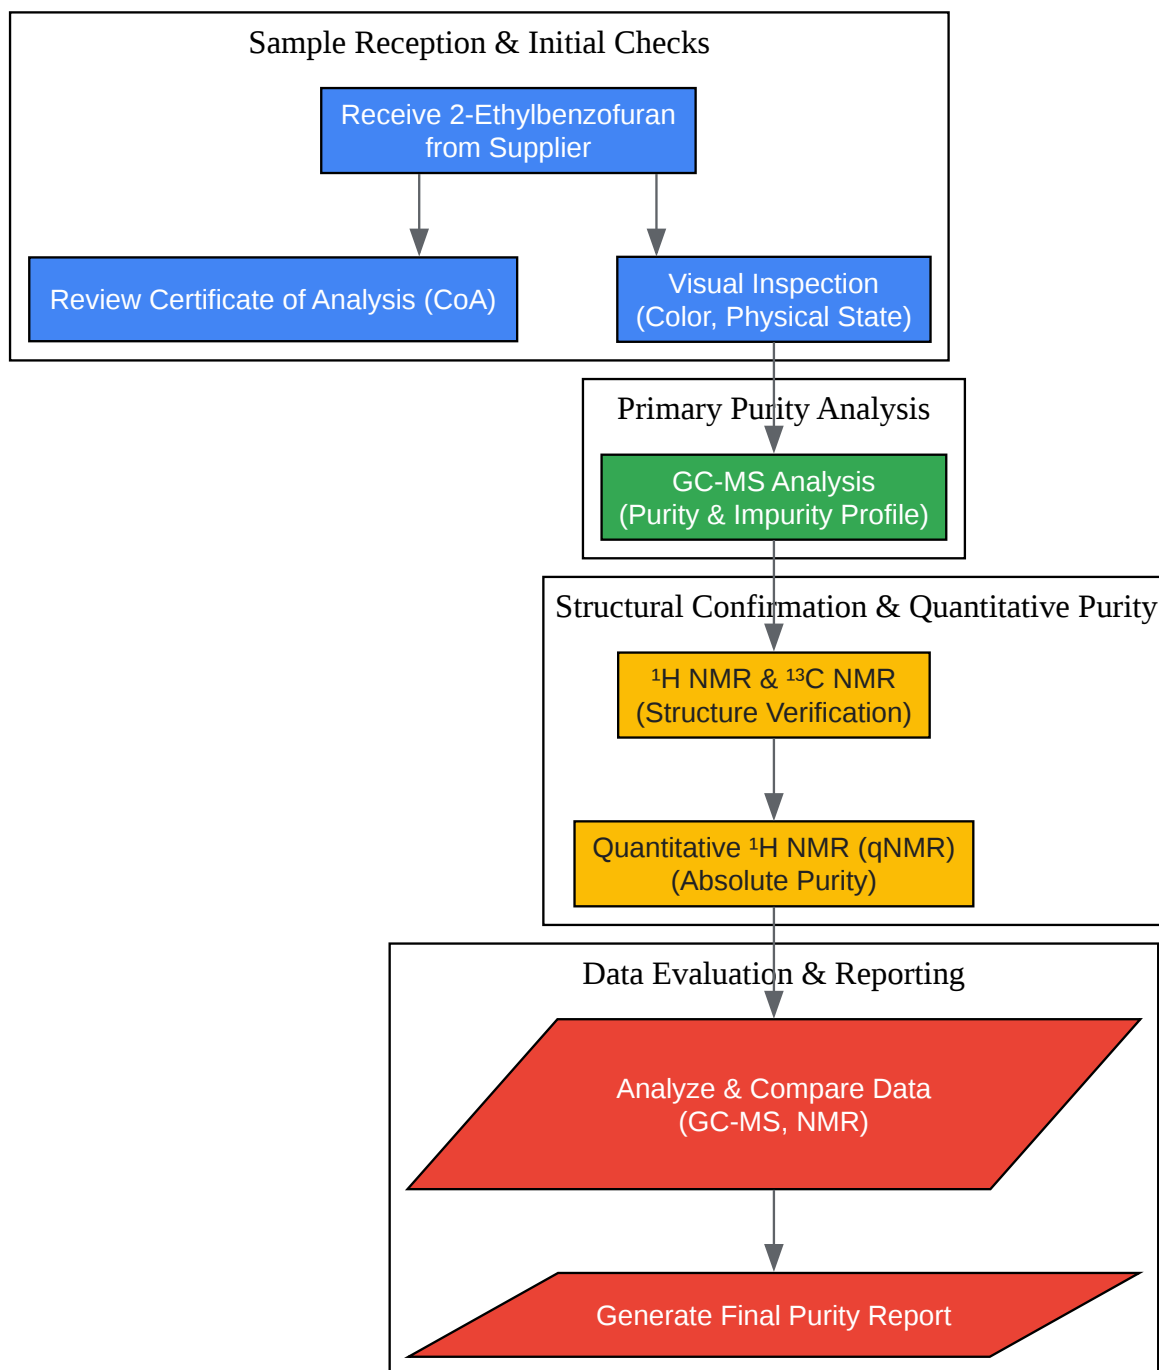 Sample Reception & Initial Checks
Receive 2-Ethylbenzofuran
from Supplier
Review Certificate of Analysis (CoA)
Visual Inspection
(Color, Physical State)
Primary Purity Analysis
GC-MS Analysis
(Purity & Impurity Profile)
Structural Confirmation & Quantitative Purity
¹H NMR & ¹³C NMR
(Structure Verification)
Quantitative ¹H NMR (qNMR)
(Absolute Purity)
Data Evaluation & Reporting
Analyze & Compare Data
(GC-MS, NMR)
Generate Final Purity Report